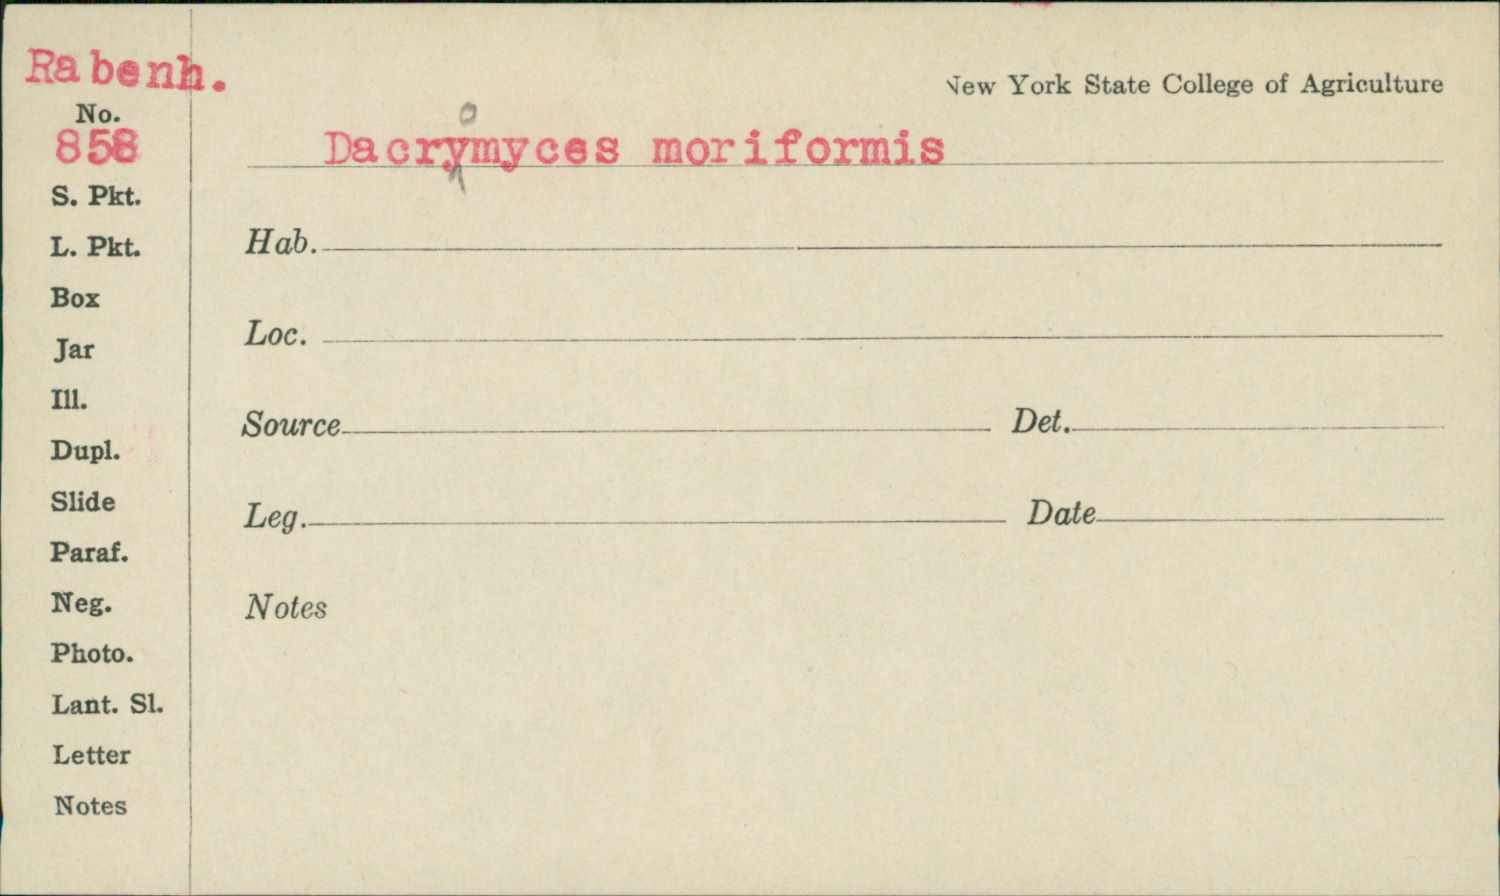 Rabenh.
New York State College of Agriculture
No.
858
o
Dacrymyces moriformis
S. Pkt.
L. Pkt.
Hab.
Box
Loc.
Jar
Ill.
Source Det.
Dupl.
Slide
Leg. Date
Paraf.
Neg.
Notes
Photo.
Lant. Sl.
Letter
Notes